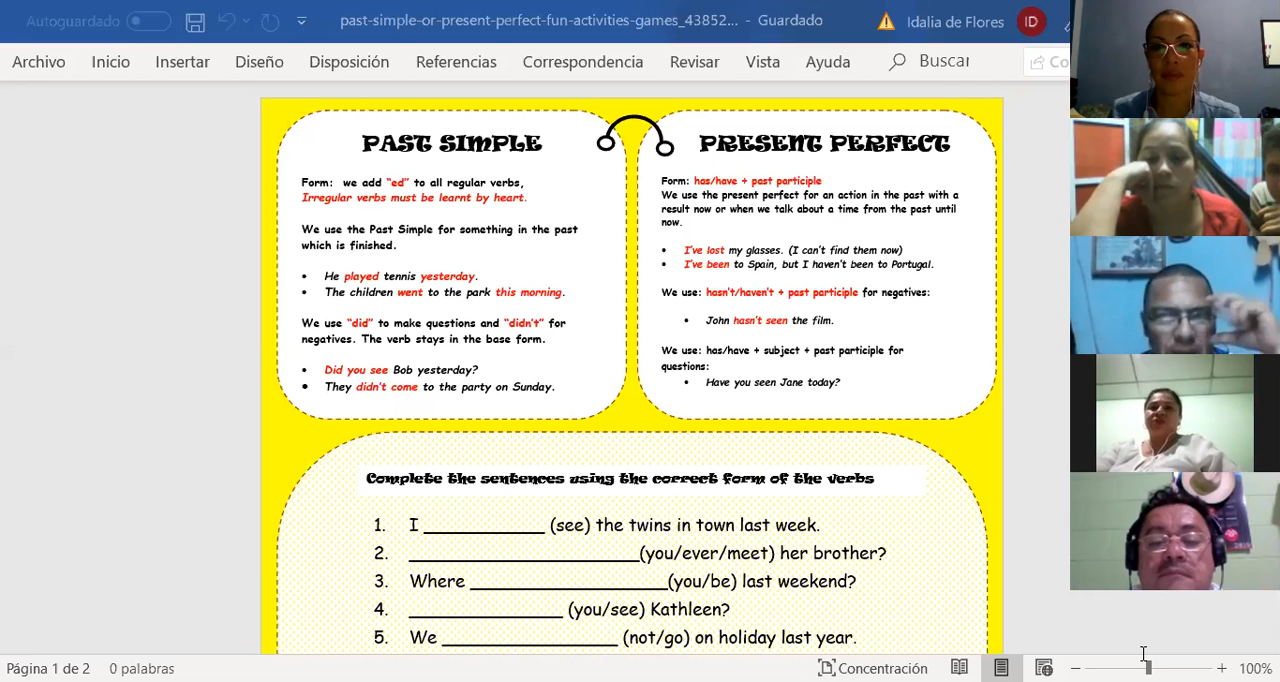 Autoguardado
past-simple-or-present-perfect-fun-activities-games_43852... - Guardado
Idalia de Flores
ID
Archivo Inicio Insertar Diseño Disposición Referencias Correspondencia Revisar Vista Ayuda Buscar
Co
PAST SIMPLE
Form: we add "ed" to all regular verbs,
Irregular verbs must be learnt by heart.
We use the Past Simple for something in the past
which is finished.
• He played tennis yesterday.
• The children went to the park this morning.
We use "did" to make questions and "didn't" for
negatives. The verb stays in the base form.
• Did you see Bob yesterday?
• They didn't come to the party on Sunday.
PRESENT PERFECT
Form: has/have + past participle
We use the present perfect for an action in the past with a
result now or when we talk about a time from the past until
now.
• I've lost my glasses. (I can't find them now)
• I've been to Spain, but I haven't been to Portugal.
We use: hasn't/haven't + past participle for negatives:
• John hasn't seen the film.
We use: has/have + subject + past participle for
questions:
• Have you seen Jane today?
Complete the sentences using the correct form of the verbs
1. I ____________ (see) the twins in town last week.
2. _______________________(you/ever/meet) her brother?
3. Where ____________________(you/be) last weekend?
4. _______________ (you/see) Kathleen?
5. We _________________ (not/go) on holiday last year.
Página 1 de 2 0 palabras
Concentración
100%